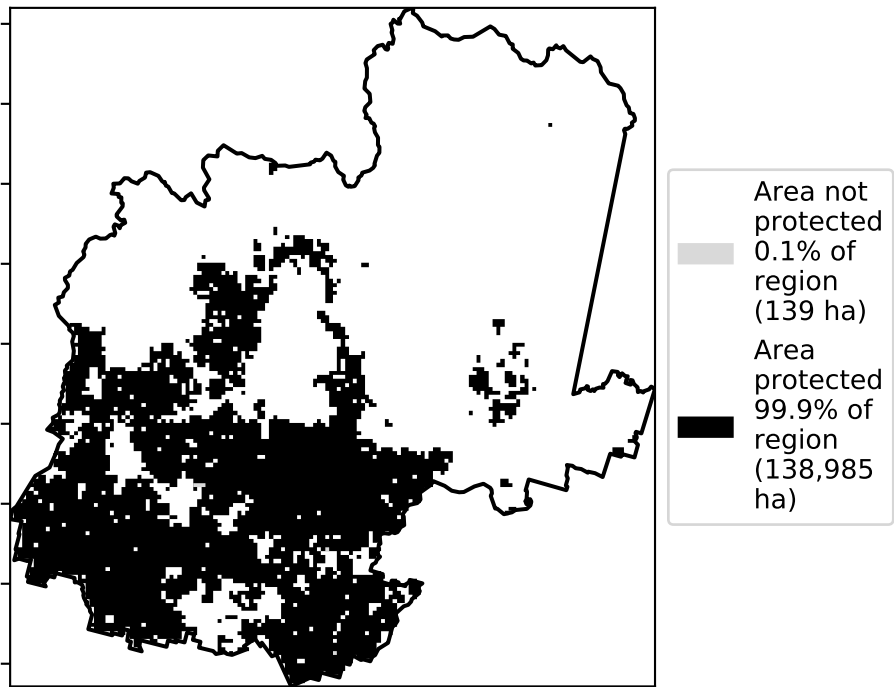 Area not
protected
0.1% of
region
(139 ha)
Area
protected
99.9% of
region
(138,985
ha)